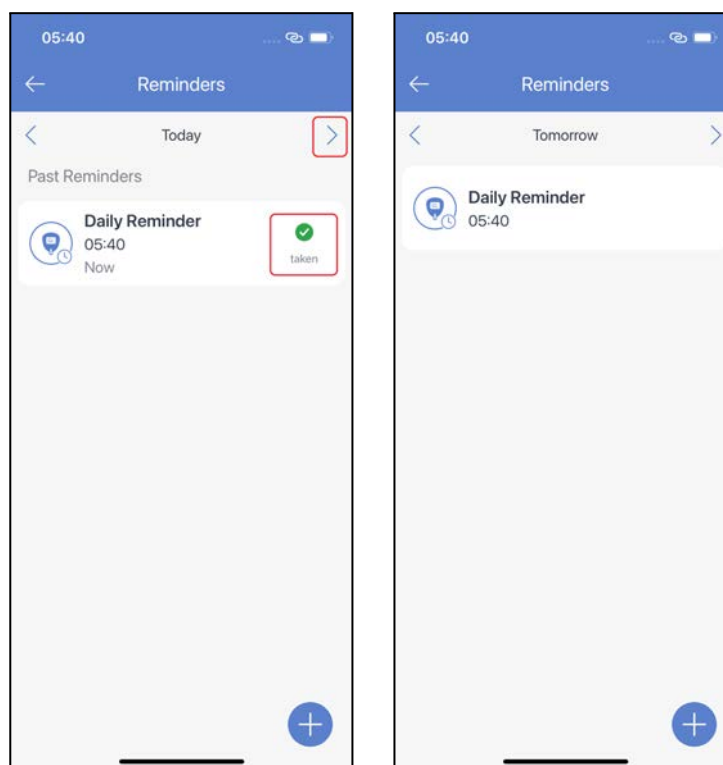 05:40
Reminders
Today
Past Reminders
Daily Reminder
05:40
Now
taken
05:40
Reminders
Tomorrow
Daily Reminder
05:40